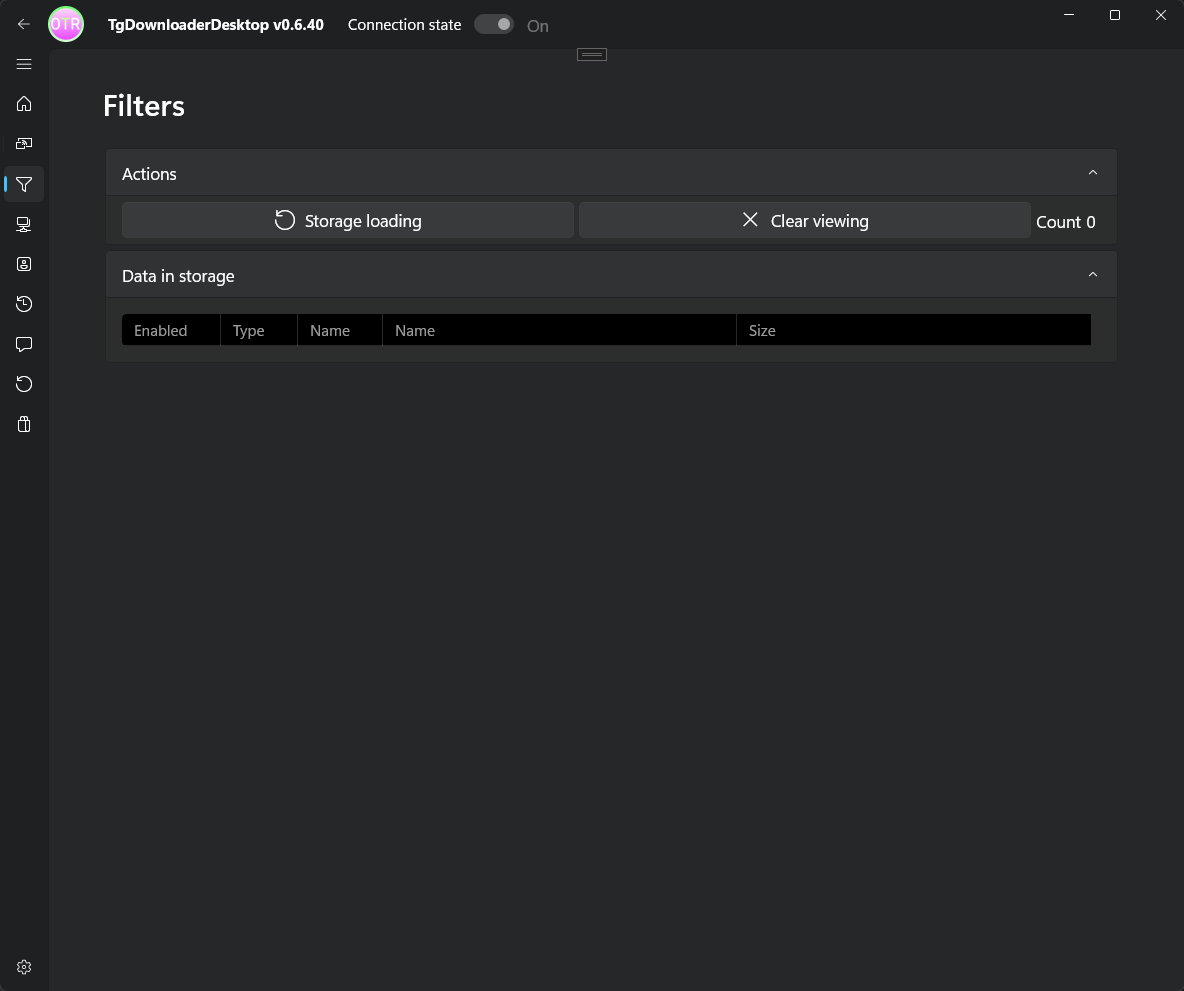 OTR TgDownloaderDesktop v0.6.40 Connection state On
Filters
Actions
Storage loading Clear viewing Count 0
Data in storage
Enabled Type Name Name Size